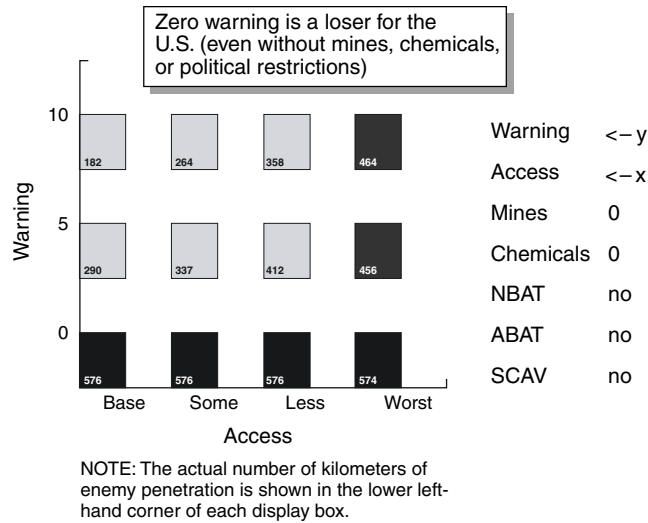 Zero warning is a loser for the
U.S. (even without mines, chemicals,
or political restrictions)
10
182 264 358 464
Warning
5
290 337 412 456
0
576 576 576 574
Base Some Less Worst
Access
Warning <–y
Access <–x
Mines 0
Chemicals 0
NBAT no
ABAT no
SCAV no
NOTE: The actual number of kilometers of
enemy penetration is shown in the lower left-
hand corner of each display box.